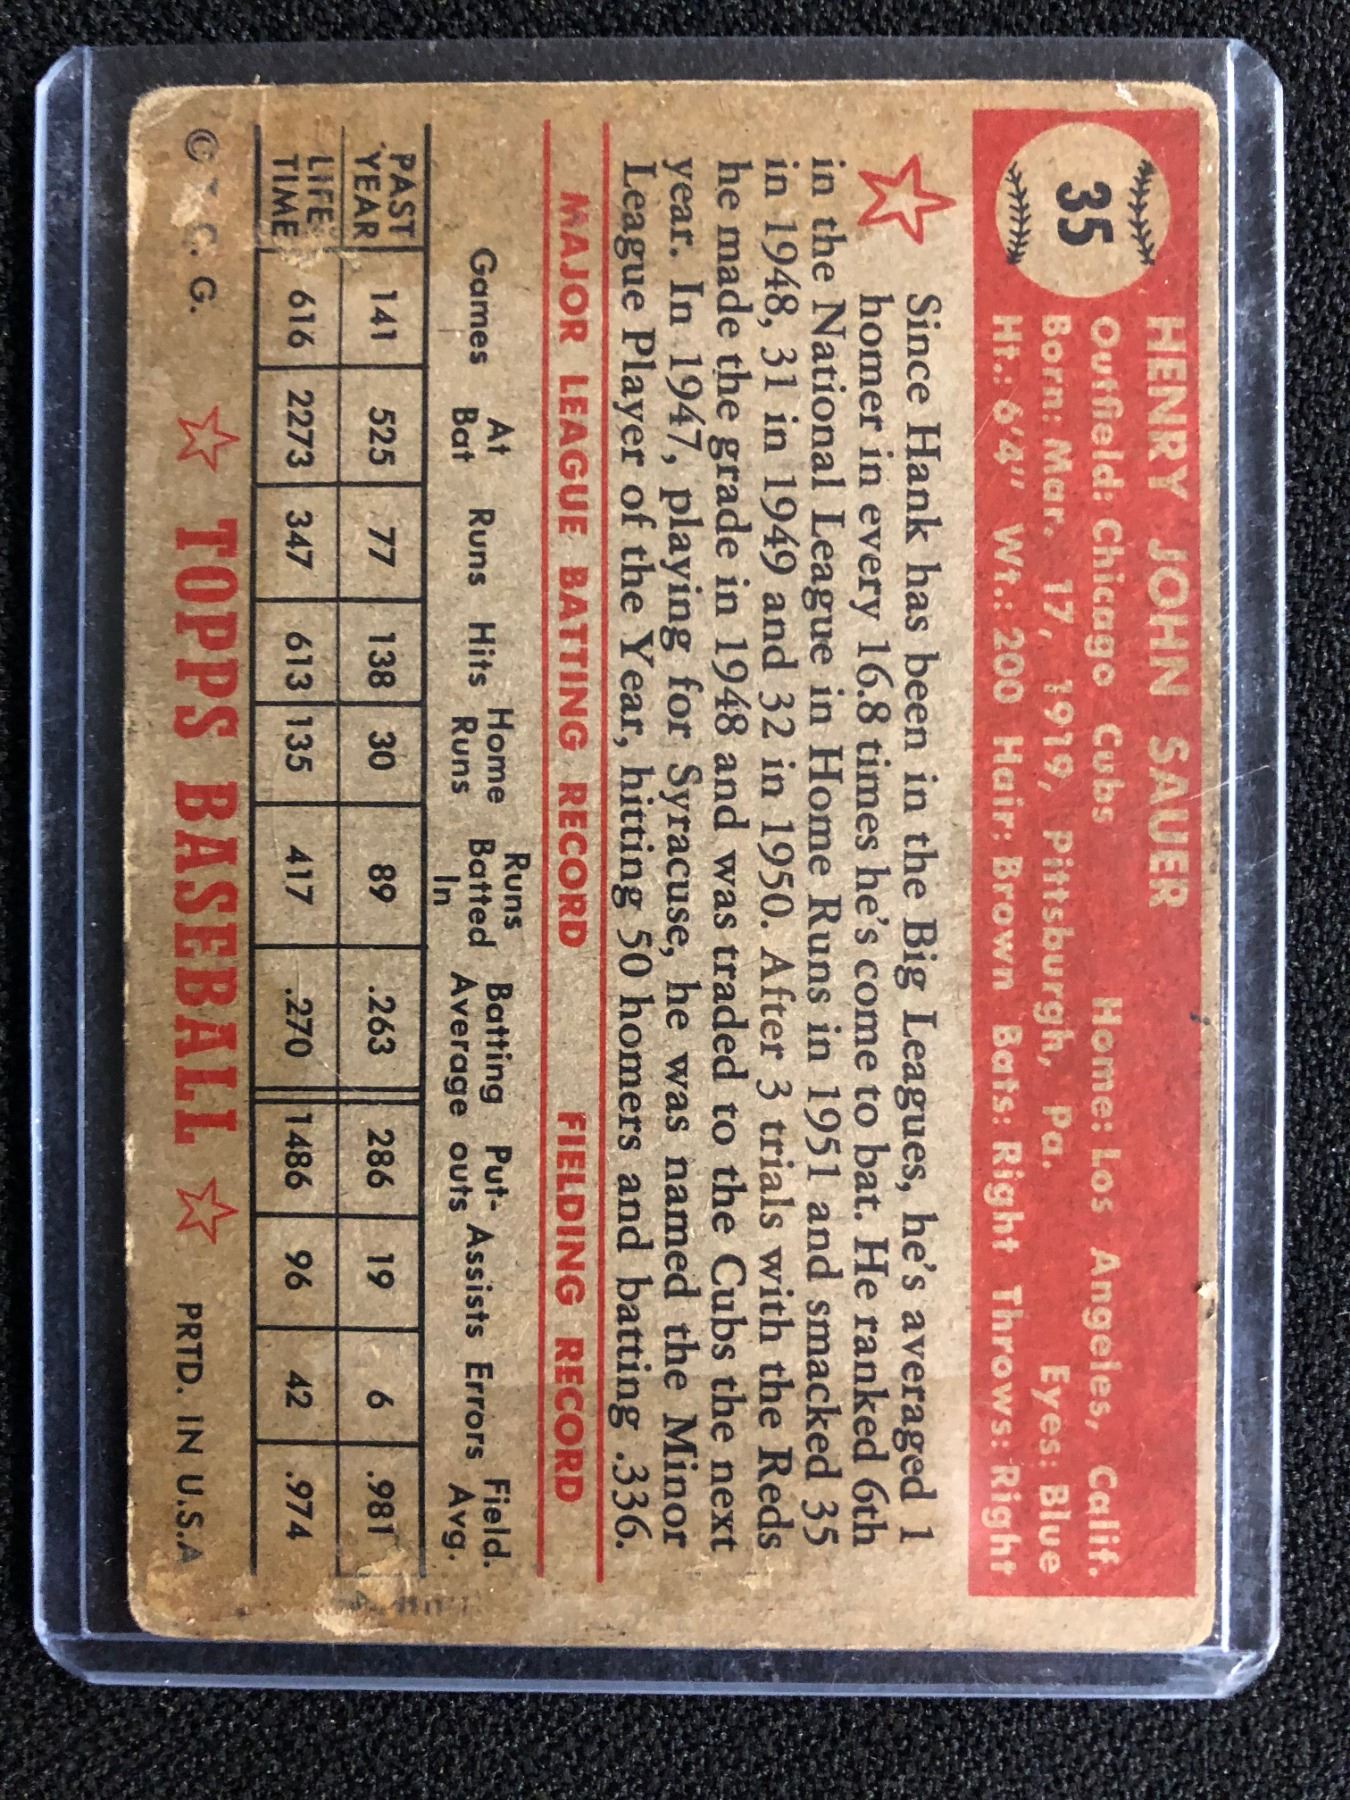 35
HENRY JOHN SAUER
Outfield: Chicago Cubs Home: Los Angeles, Calif.
Born: Mar. 17, 1919, Pittsburgh, Pa. Eyes: Blue
Ht.: 6'4" Wt.: 200 Hair: Brown Bats: Right Throws: Right
Since Hank has been in the Big Leagues, he's averaged 1
homer in every 16.8 times he's come to bat. He ranked 6th
in the National League in Home Runs in 1951 and smacked 35
in 1948, 31 in 1949 and 32 in 1950. After 3 trials with the Reds
he made the grade in 1948 and was traded to the Cubs the next
year. In 1947, playing for Syracuse, he was named the Minor
League Player of the Year, hitting 50 homers and batting .336.
MAJOR LEAGUE BATTING RECORD FIELDING RECORD
Games At Bat Runs Hits Home Runs Runs Batted In Batting Average Put-outs Assists Errors Field. Avg.
PAST YEAR 141 525 77 138 30 89 .263 286 19 6 .981
LIFE TIME 616 2273 347 613 135 417 .270 1486 96 42 .974
© C. G. TOPPS BASEBALL PRTD. IN U.S.A